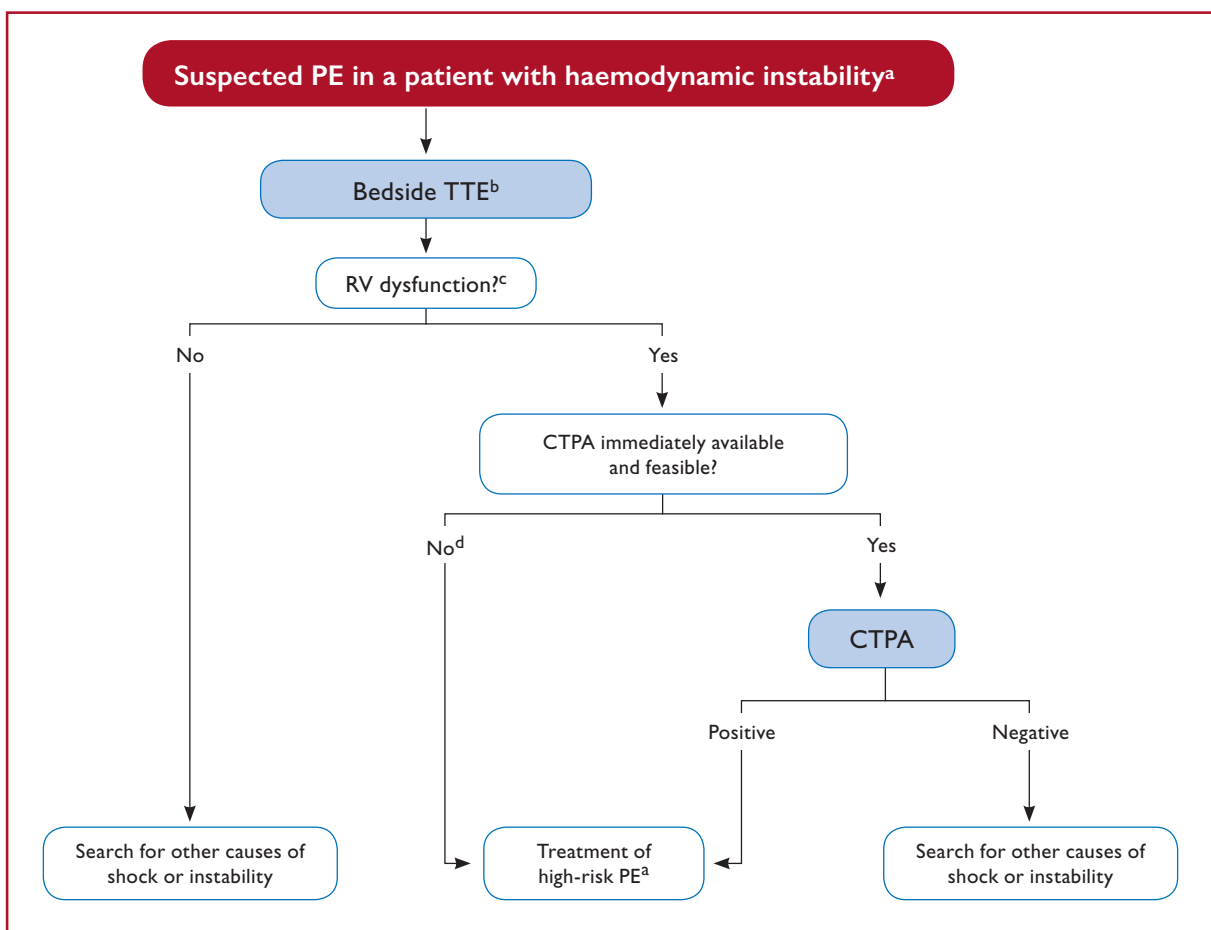 Suspected PE in a patient with haemodynamic instabilityᵃ
Bedside TTEᵇ
RV dysfunction?ᶜ
No
Yes
CTPA immediately available
and feasible?
Noᵈ
Yes
CTPA
Positive
Negative
Search for other causes of
shock or instability
Treatment of
high-risk PEᵃ
Search for other causes of
shock or instability